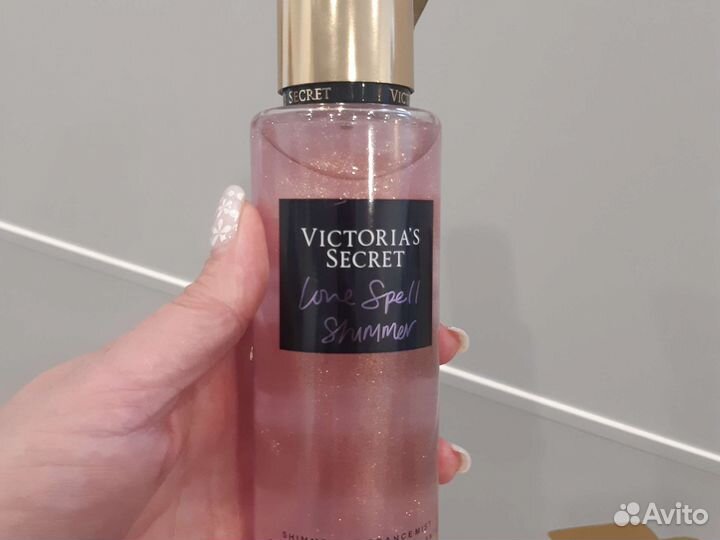 SECRET VIC
VICTORIA'S
SECRET
Love Spell
Shimmer
Avito